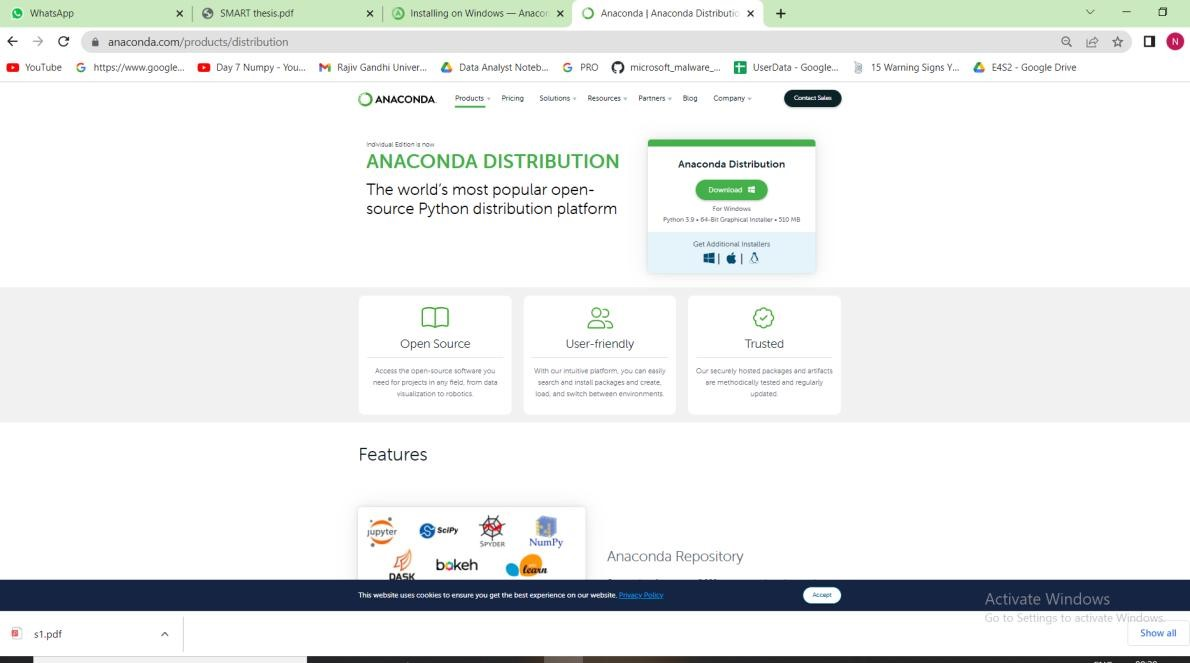 WhatsApp
SMART thesis.pdf
Installing on Windows — Anacon
Anaconda | Anaconda Distributio
anaconda.com/products/distribution
N
YouTube
https://www.google...
Day 7 Numpy - You...
Rajiv Gandhi Univer...
Data Analyst Noteb...
PRO
microsoft_malware_...
UserData - Google...
15 Warning Signs Y...
E4S2 - Google Drive
ANACONDA.
Products
Pricing
Solutions
Resources
Partners
Blog
Company
Contact Sales
Individual Edition is now
ANACONDA DISTRIBUTION
The world's most popular open-
source Python distribution platform
Anaconda Distribution
Download
For Windows
Python 3.9 • 64-Bit Graphical Installer • 510 MB
Get Additional Installers
Open Source
Access the open-source software you
need for projects in any field, from data
visualization to robotics.
User-friendly
With our intuitive platform, you can easily
search and install packages and create,
load, and switch between environments.
Trusted
Our securely hosted packages and artifacts
are methodically tested and regularly
updated.
Features
jupyter
SciPy
SPYDER
NumPy
DASK
bokeh
learn
Anaconda Repository
This website uses cookies to ensure you get the best experience on our website. Privacy Policy
Accept
Activate Windows
Go to Settings to activate Windows.
s1.pdf
Show all